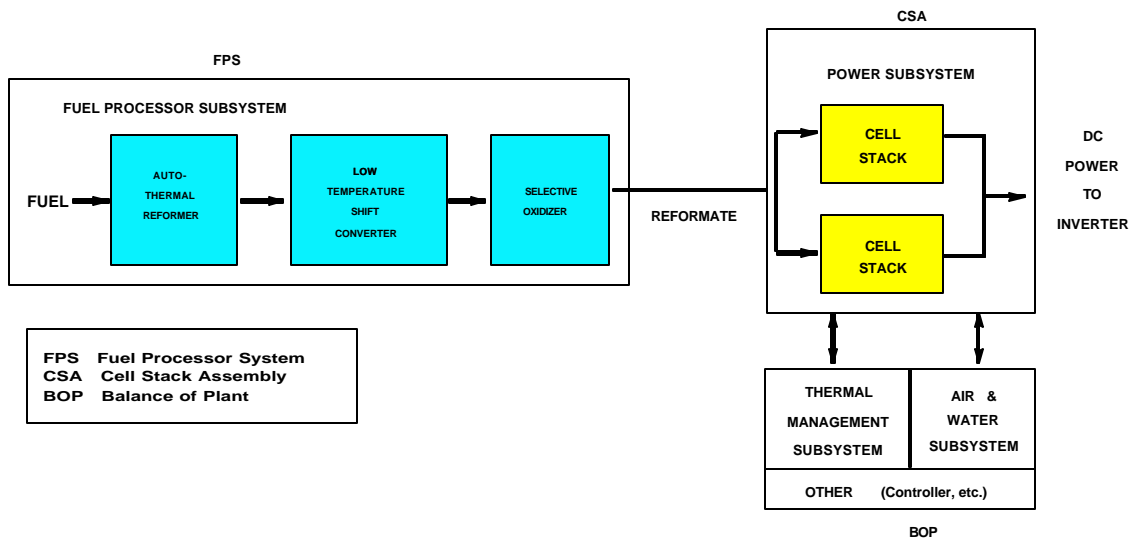 CSA
FPS
POWER SUBSYSTEM
FUEL PROCESSOR SUBSYSTEM
FUEL
AUTO-
THERMAL
REFORMER
LOW
TEMPERATURE
SHIFT
CONVERTER
SELECTIVE
OXIDIZER
REFORMATE
CELL
STACK
CELL
STACK
DC
POWER
TO
INVERTER
FPS Fuel Processor System
CSA Cell Stack Assembly
BOP Balance of Plant
THERMAL
MANAGEMENT
SUBSYSTEM
AIR &
WATER
SUBSYSTEM
OTHER (Controller, etc.)
BOP